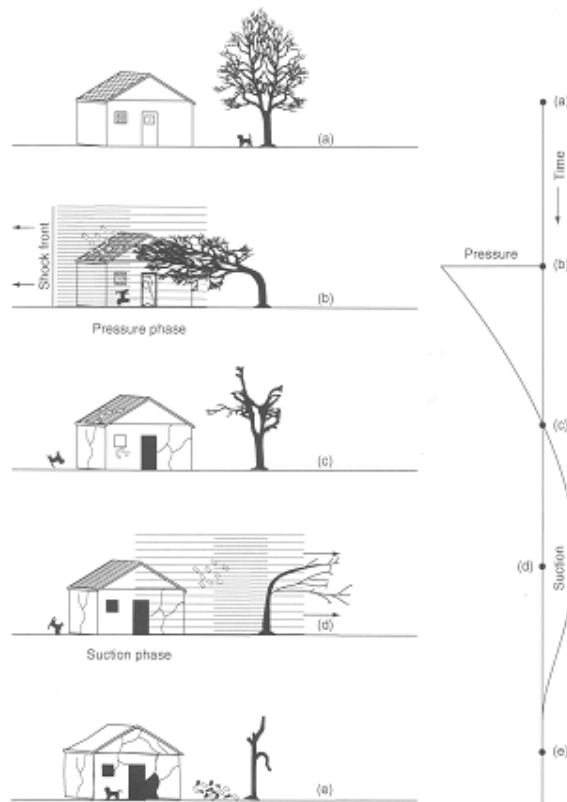 (a)
(a)
Time
Shock front
Pressure
(b)
(b)
Pressure phase
(c)
(c)
(d)
Suction
(d)
Suction phase
(e)
(e)